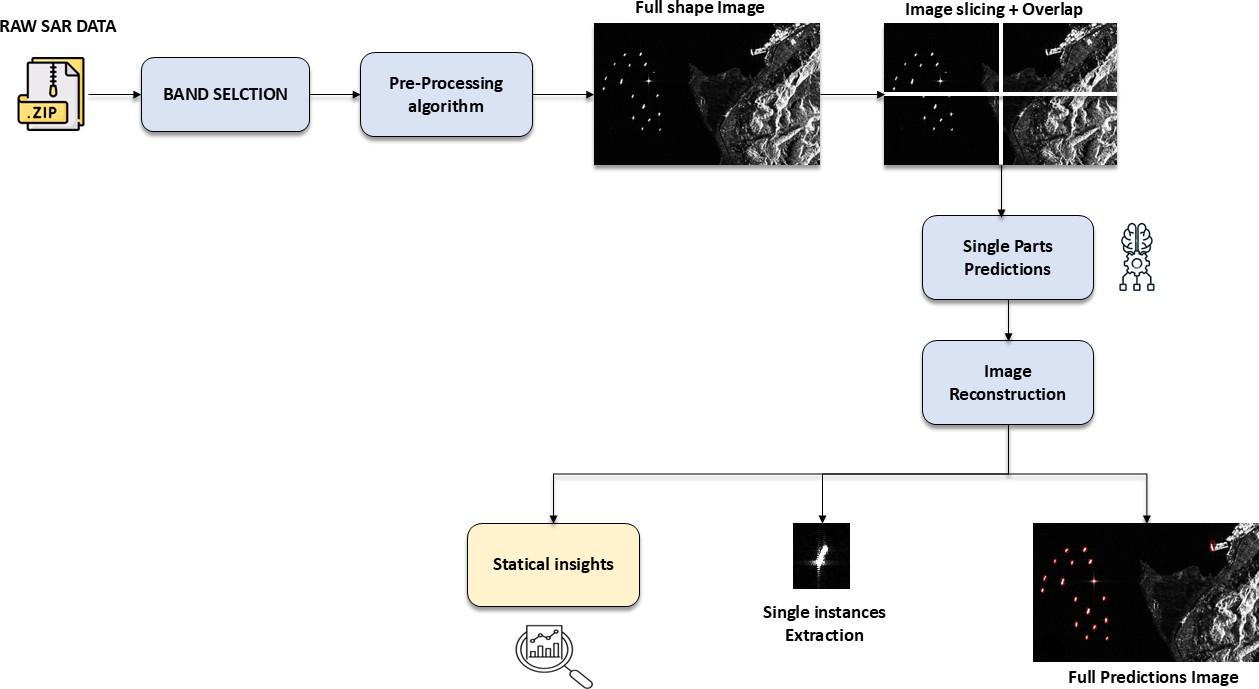 RAW SAR DATA
.ZIP
BAND SELCTION
Pre-Processing
algorithm
Full shape Image
Image slicing + Overlap
Single Parts
Predictions
Image
Reconstruction
Statical insights
Single instances
Extraction
Full Predictions Image